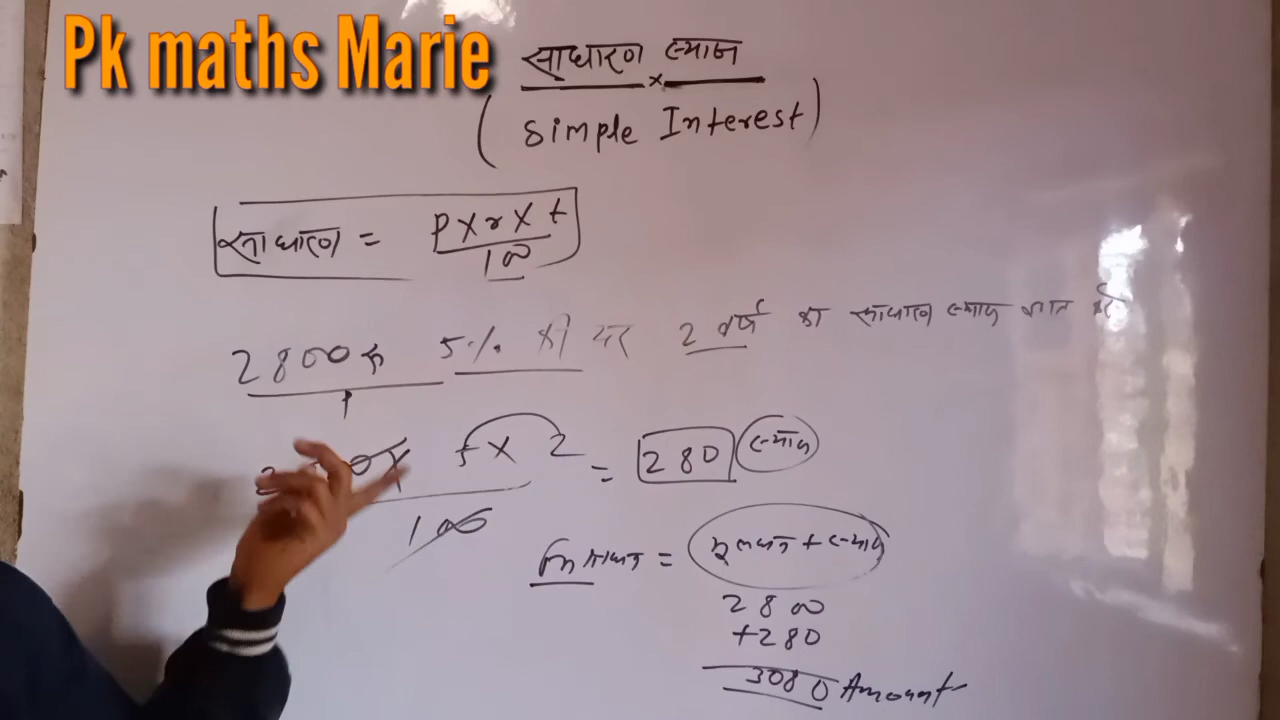 Pk maths Marie
साधारण ब्याज
×
(Simple Interest)
साधारण = P X r X t
100
2800 रु 5% की दर 2 वर्ष का साधारण ब्याज ज्ञात
P
5 X 2 = 280 ब्याज
100
मिश्रधन = मूलधन + ब्याज
2800
+280
3080 Amount